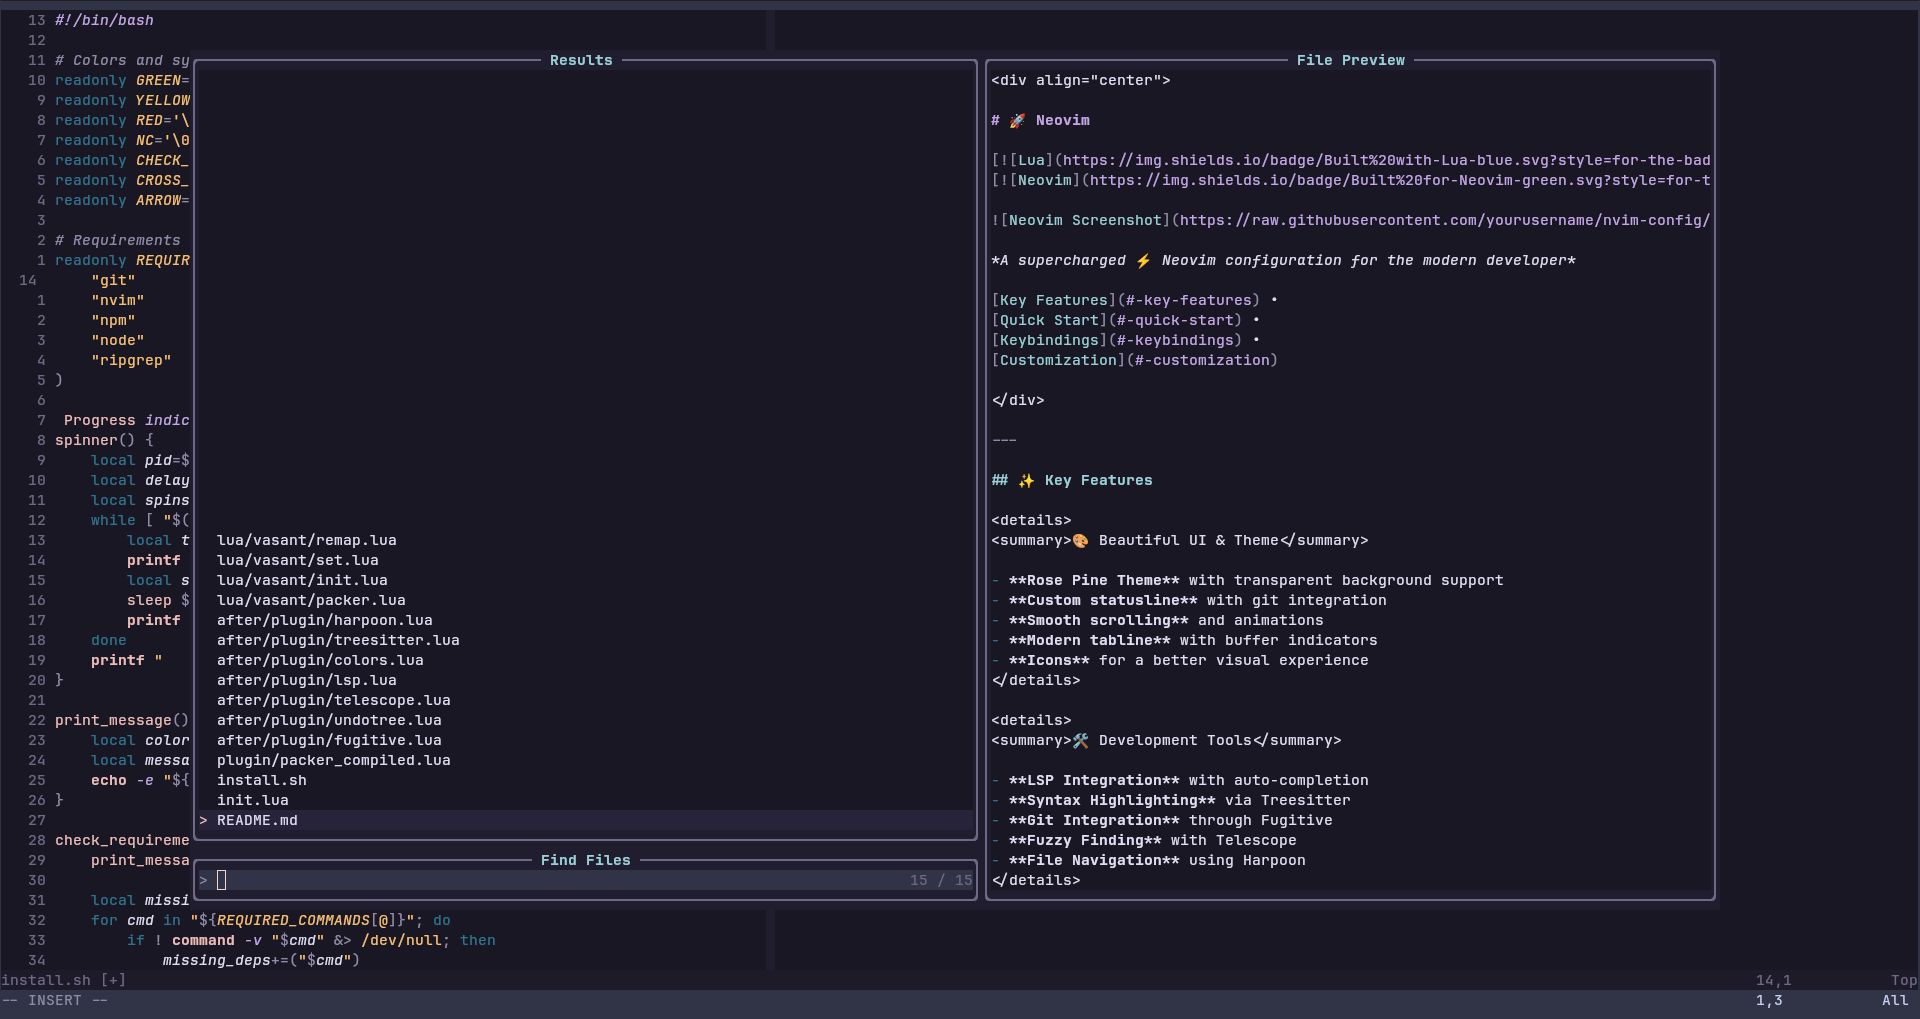 13 #!/bin/bash
12
11 # Colors and sy
10 readonly GREEN=
9 readonly YELLOW
8 readonly RED='\
7 readonly NC='\0
6 readonly CHECK_
5 readonly CROSS_
4 readonly ARROW=
3
2 # Requirements
1 readonly REQUIR
14 "git"
1 "nvim"
2 "npm"
3 "node"
4 "ripgrep"
5 )
6
7 Progress indic
8 spinner() {
9 local pid=$
10 local delay
11 local spins
12 while [ "$(
13 local t
14 printf
15 local s
16 sleep $
17 printf
18 done
19 printf "
20 }
21
22 print_message()
23 local color
24 local messa
25 echo -e "${
26 }
27
28 check_requireme
29 print_messa
30
31 local missi
32 for cmd in "${REQUIRED_COMMANDS[@]}"; do
33 if ! command -v "$cmd" &> /dev/null; then
34 missing_deps+=("$cmd")
Results
lua/vasant/remap.lua
lua/vasant/set.lua
lua/vasant/init.lua
lua/vasant/packer.lua
after/plugin/harpoon.lua
after/plugin/treesitter.lua
after/plugin/colors.lua
after/plugin/lsp.lua
after/plugin/telescope.lua
after/plugin/undotree.lua
after/plugin/fugitive.lua
plugin/packer_compiled.lua
install.sh
init.lua
> README.md
Find Files
> 15 / 15
File Preview
<div align="center">
# 🚀 Neovim
[![Lua](https://img.shields.io/badge/Built%20with-Lua-blue.svg?style=for-the-bad
[![Neovim](https://img.shields.io/badge/Built%20for-Neovim-green.svg?style=for-t
![Neovim Screenshot](https://raw.githubusercontent.com/yourusername/nvim-config/
*A supercharged ⚡ Neovim configuration for the modern developer*
[Key Features](#-key-features) •
[Quick Start](#-quick-start) •
[Keybindings](#-keybindings) •
[Customization](#-customization)
</div>
---
## ✨ Key Features
<details>
<summary>🎨 Beautiful UI & Theme</summary>
- **Rose Pine Theme** with transparent background support
- **Custom statusline** with git integration
- **Smooth scrolling** and animations
- **Modern tabline** with buffer indicators
- **Icons** for a better visual experience
</details>
<details>
<summary>🛠️ Development Tools</summary>
- **LSP Integration** with auto-completion
- **Syntax Highlighting** via Treesitter
- **Git Integration** through Fugitive
- **Fuzzy Finding** with Telescope
- **File Navigation** using Harpoon
</details>
install.sh [+] 14,1 Top
-- INSERT -- 1,3 All